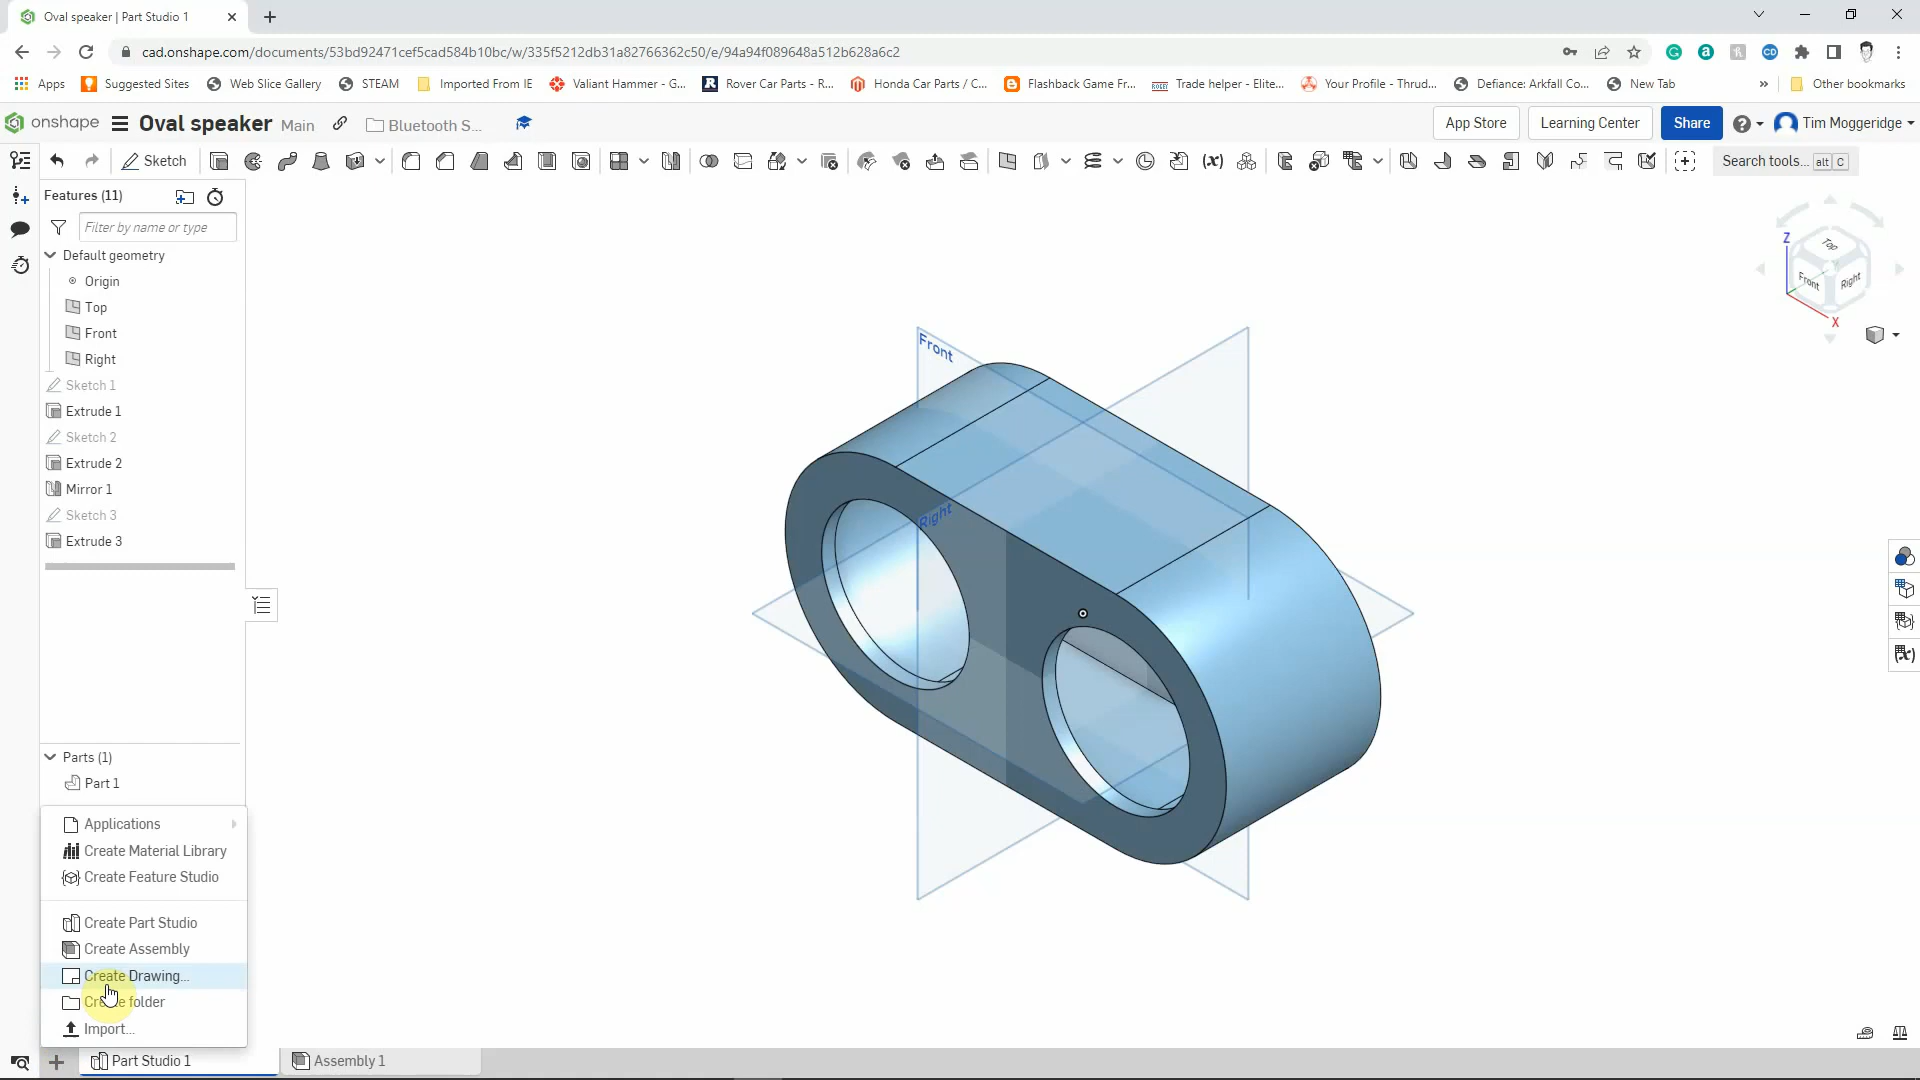 Oval speaker | Part Studio 1
cad.onshape.com/documents/53bd92471cef5cad584b10bc/w/335f5212db31a82766362c50/e/94a94f089648a512b628a6c2
Apps Suggested Sites Web Slice Gallery STEAM Imported From IE Valiant Hammer - G... Rover Car Parts - R... Honda Car Parts / C... Flashback Game Fr... Trade helper - Elite... Your Profile - Thrud... Defiance: Arkfall Co... New Tab » Other bookmarks
onshape Oval speaker Main Bluetooth S... App Store Learning Center Share Tim Moggeridge
Sketch Search tools... alt C
Features (11)
Filter by name or type
Default geometry
Origin
Top
Front
Right
Sketch 1
Extrude 1
Sketch 2
Extrude 2
Mirror 1
Sketch 3
Extrude 3
Parts (1)
Part 1
Applications
Create Material Library
Create Feature Studio
Create Part Studio
Create Assembly
Create Drawing...
Create folder
Import...
Part Studio 1
Assembly 1
Front
Right
Z
Top
Front
Right
X